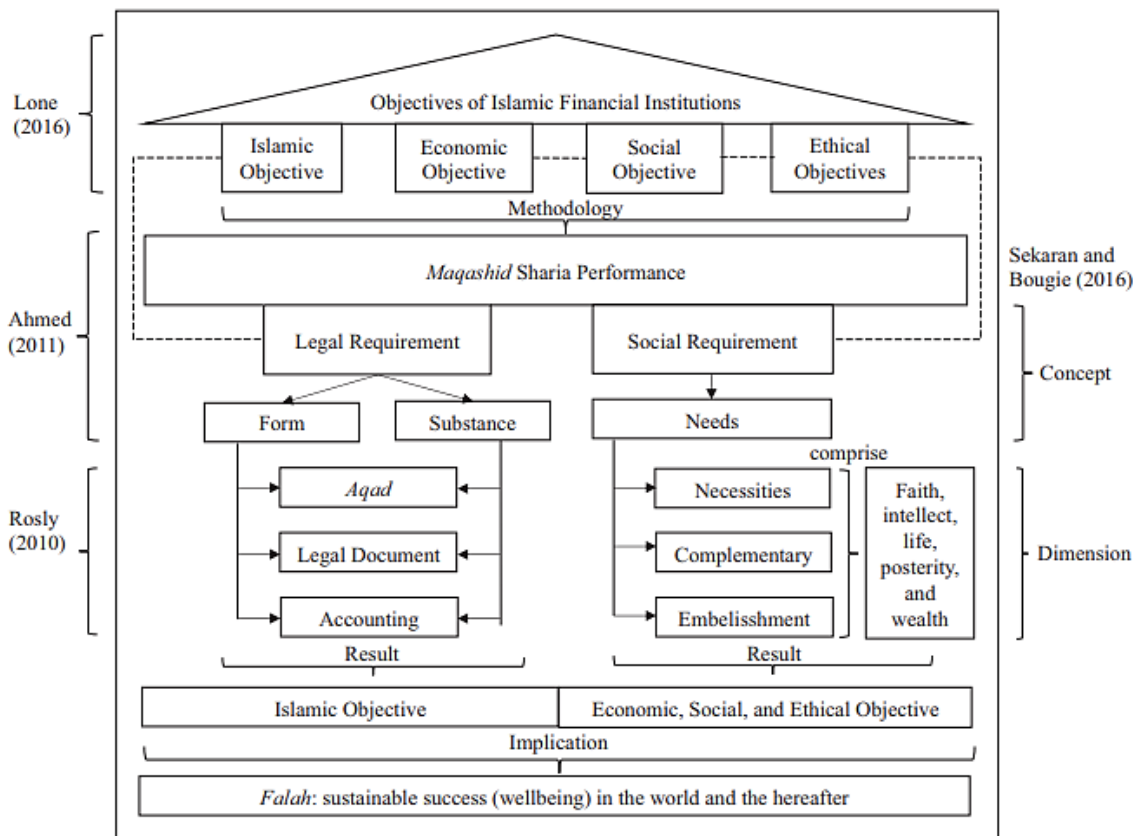 Lone
(2016)
Objectives of Islamic Financial Institutions
Islamic
Objective
Economic
Objective
Social
Objective
Ethical
Objectives
Methodology
Maqashid Sharia Performance
Sekaran and
Bougie (2016)
Ahmed
(2011)
Legal Requirement
Social Requirement
Concept
Form
Substance
Needs
comprise
Rosly
(2010)
Aqad
Legal Document
Accounting
Necessities
Complementary
Embelisshment
Faith,
intellect,
life,
posterity,
and
wealth
Dimension
Result
Result
Islamic Objective
Economic, Social, and Ethical Objective
Implication
Falah: sustainable success (wellbeing) in the world and the hereafter